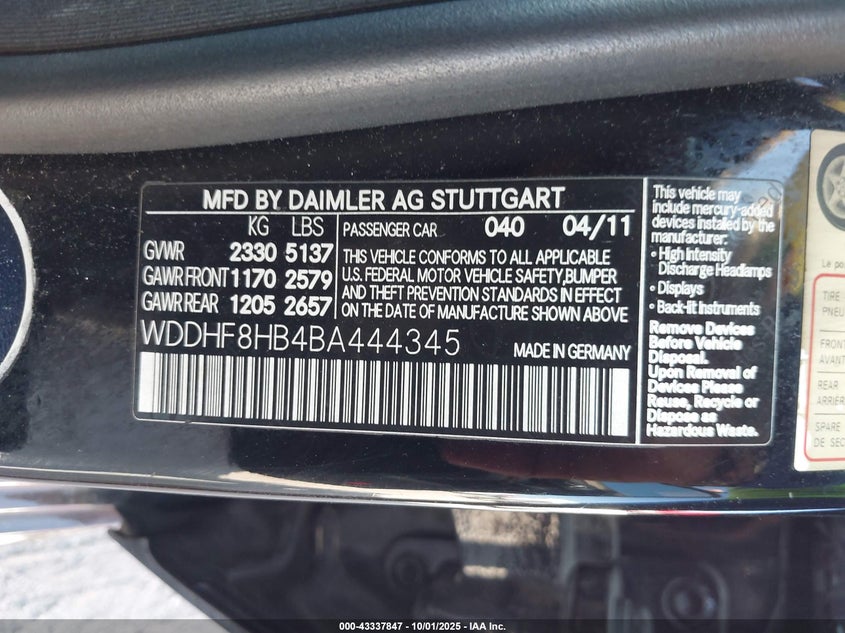 MFD BY DAIMLER AG STUTTGART
KG LBS
GVWR 2330 5137
GAWR FRONT 1170 2579
GAWR REAR 1205 2657
PASSENGER CAR 040 04/11
THIS VEHICLE CONFORMS TO ALL APPLICABLE
U.S. FEDERAL MOTOR VEHICLE SAFETY,BUMPER
AND THEFT PREVENTION STANDARDS IN EFFECT
ON THE DATE OF MANUFACTURE SHOWN ABOVE
WDDHF8HB4BA444345
MADE IN GERMANY
This vehicle may
include mercury-added
devices installed by the
manufacturer:
• High Intensity
Discharge Headlamps
• Displays
• Back-lit Instruments
Remove Devices
Before Vehicle
Disposal.
Upon Removal of
Devices Please
Reuse, Recycle or
Dispose as
Hazardous Waste.
TIRE
FRONT
AVANT
REAR
SPARE
DE
000-43337847 - 10/01/2025 - IAA Inc.